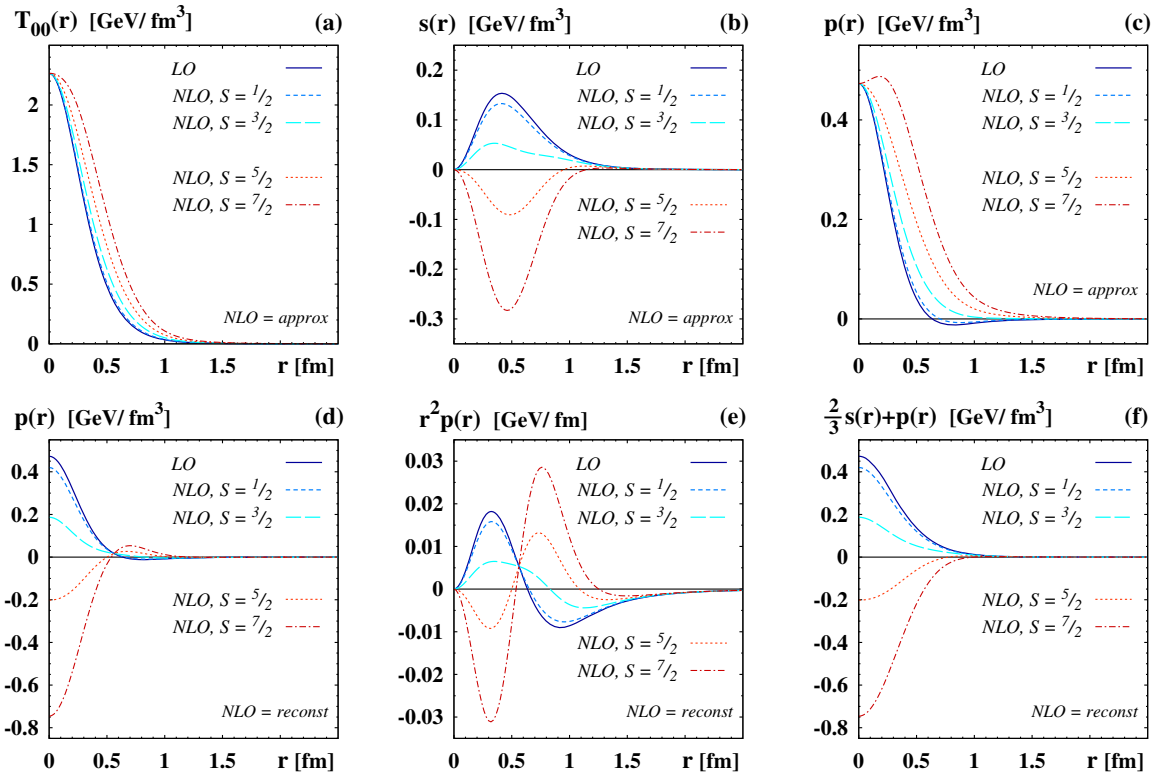 T₀₀(r) [GeV/ fm³] (a)
LO
NLO, S = 1/2
NLO, S = 3/2
NLO, S = 5/2
NLO, S = 7/2
NLO = approx
2
1.5
1
0.5
0
0 0.5 1 1.5 r [fm]
s(r) [GeV/ fm³] (b)
LO
NLO, S = 1/2
NLO, S = 3/2
NLO, S = 5/2
NLO, S = 7/2
NLO = approx
0.2
0.1
0
-0.1
-0.2
-0.3
0 0.5 1 1.5 r [fm]
p(r) [GeV/ fm³] (c)
LO
NLO, S = 1/2
NLO, S = 3/2
NLO, S = 5/2
NLO, S = 7/2
NLO = approx
0.4
0.2
0
0 0.5 1 1.5 r [fm]
p(r) [GeV/ fm³] (d)
LO
NLO, S = 1/2
NLO, S = 3/2
NLO, S = 5/2
NLO, S = 7/2
NLO = reconst
0.4
0.2
0
-0.2
-0.4
-0.6
-0.8
0 0.5 1 1.5 r [fm]
r²p(r) [GeV/ fm] (e)
LO
NLO, S = 1/2
NLO, S = 3/2
NLO, S = 5/2
NLO, S = 7/2
NLO = reconst
0.03
0.02
0.01
0
-0.01
-0.02
-0.03
0 0.5 1 1.5 r [fm]
2/3 s(r)+p(r) [GeV/ fm³] (f)
LO
NLO, S = 1/2
NLO, S = 3/2
NLO, S = 5/2
NLO, S = 7/2
NLO = reconst
0.4
0.2
0
-0.2
-0.4
-0.6
-0.8
0 0.5 1 1.5 r [fm]